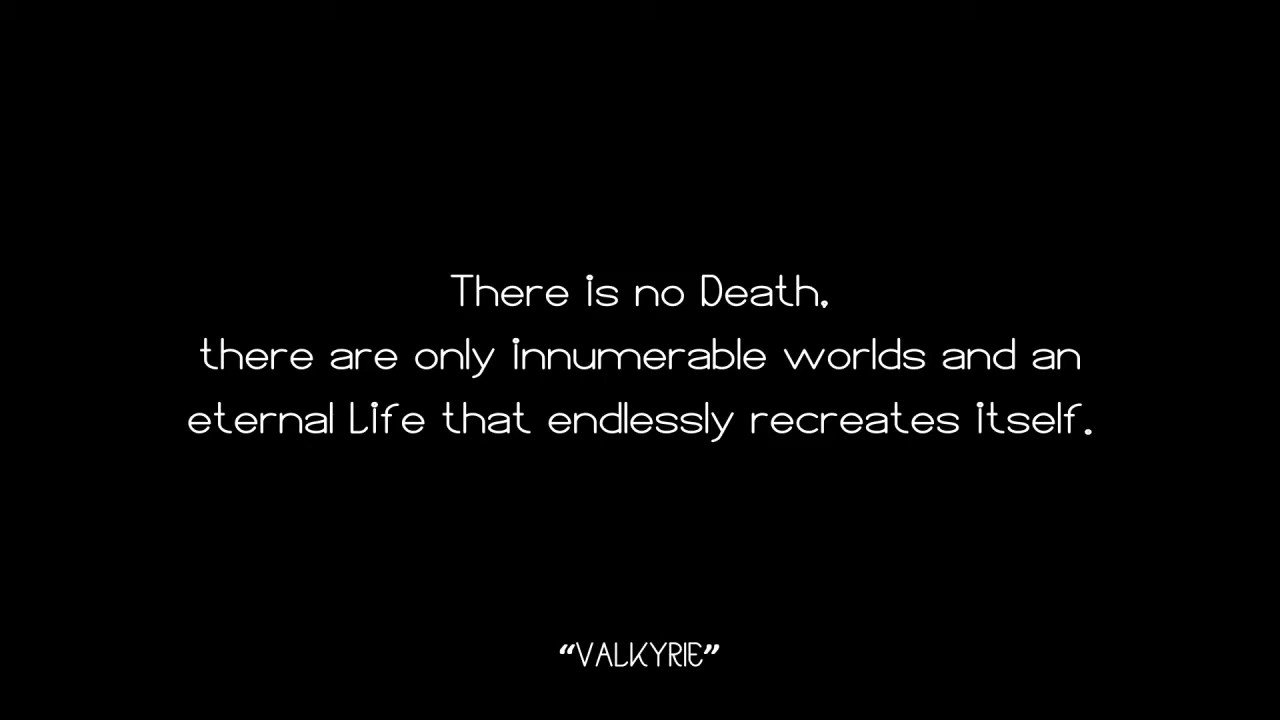 There is no Death,
there are only innumerable worlds and an
eternal Life that endlessly recreates itself.
“VALKYRIE”